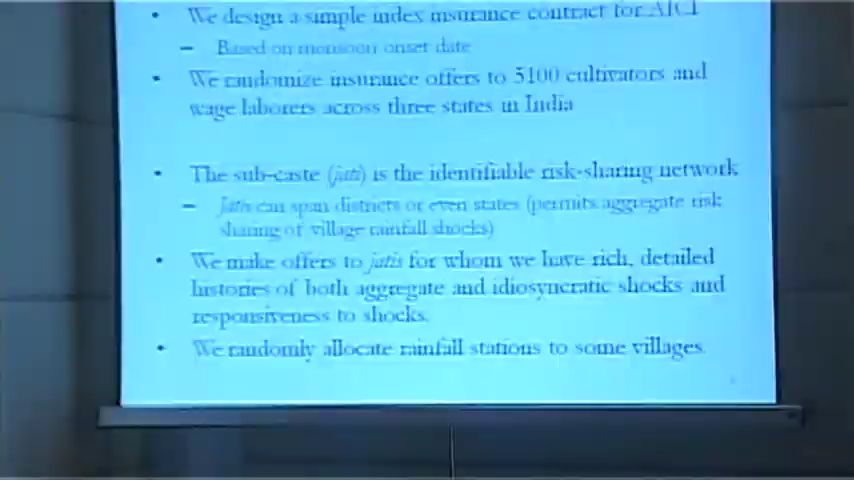 • We design a simple index insurance contract for AICI
– Based on monsoon onset date
• We randomize insurance offers to 5100 cultivators and
wage laborers across three states in India
• The sub-caste (jati) is the identifiable risk-sharing network
– Jatis can span districts or even states (permits aggregate risk
sharing of village rainfall shocks)
• We make offers to jatis for whom we have rich, detailed
histories of both aggregate and idiosyncratic shocks and
responsiveness to shocks.
• We randomly allocate rainfall stations to some villages.